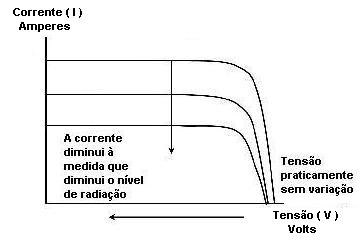 Corrente ( I )
Amperes
A corrente
diminui à
medida que
diminui o nível
de radiação
Tensão
praticamente
sem variação
Tensão ( V )
Volts